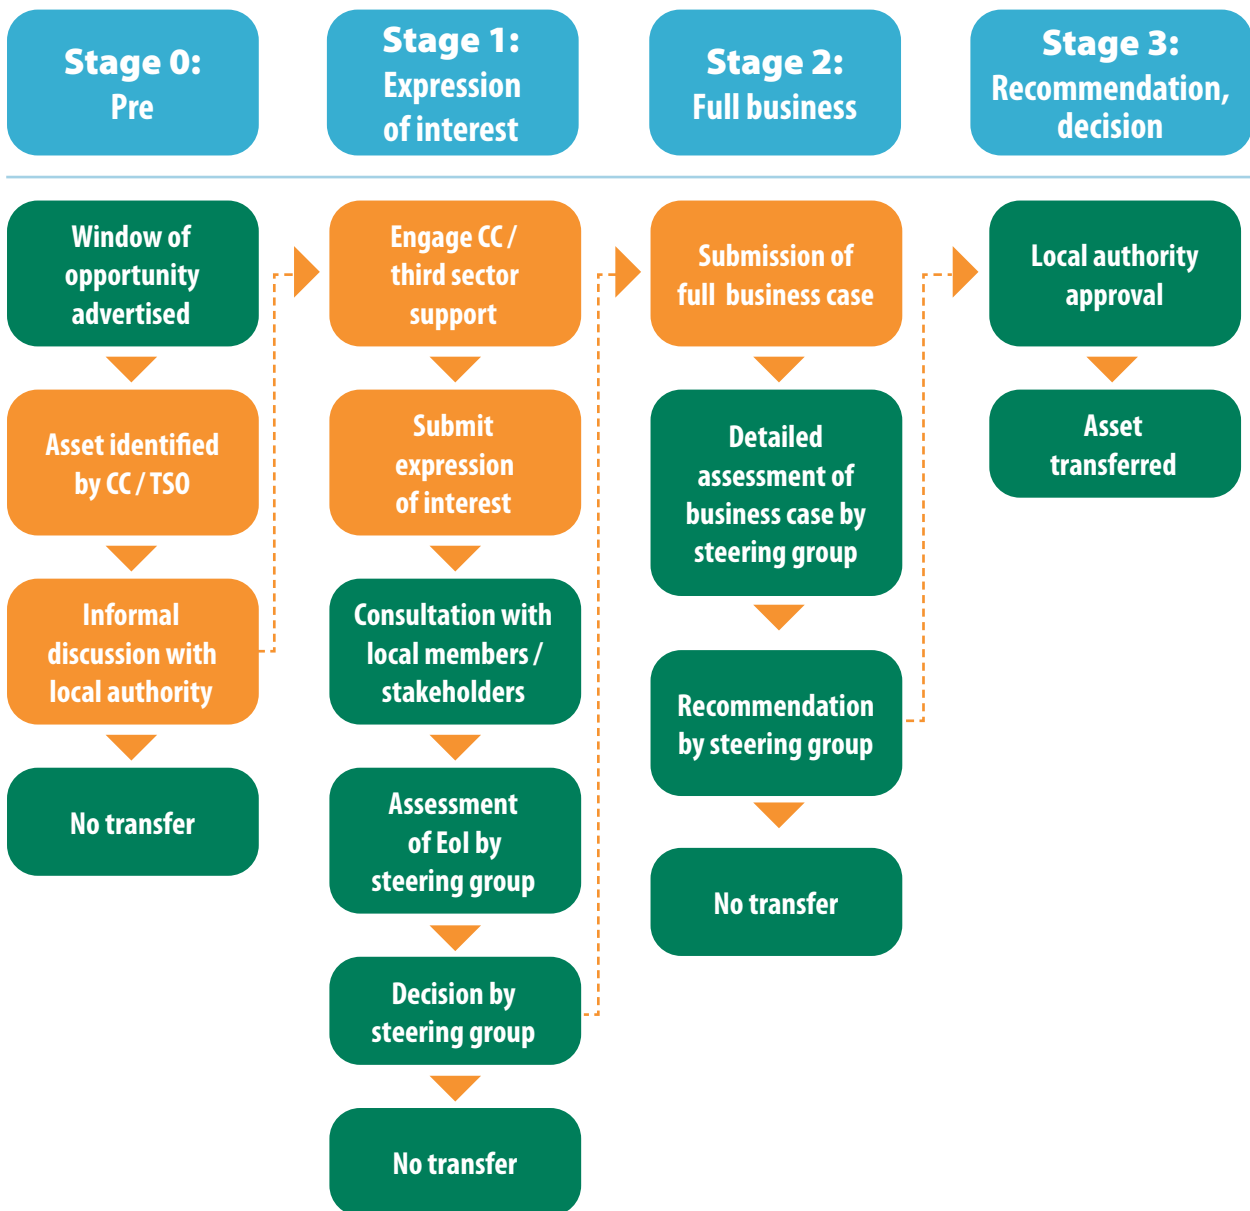 Stage 0:
Pre
Stage 1:
Expression
of interest
Stage 2:
Full business
Stage 3:
Recommendation,
decision
Window of
opportunity
advertised
Asset identified
by CC / TSO
Informal
discussion with
local authority
No transfer
Engage CC /
third sector
support
Submit
expression
of interest
Consultation with
local members /
stakeholders
Assessment
of EoI by
steering group
Decision by
steering group
No transfer
Submission of
full business case
Detailed
assessment of
business case by
steering group
Recommendation
by steering group
No transfer
Local authority
approval
Asset
transferred